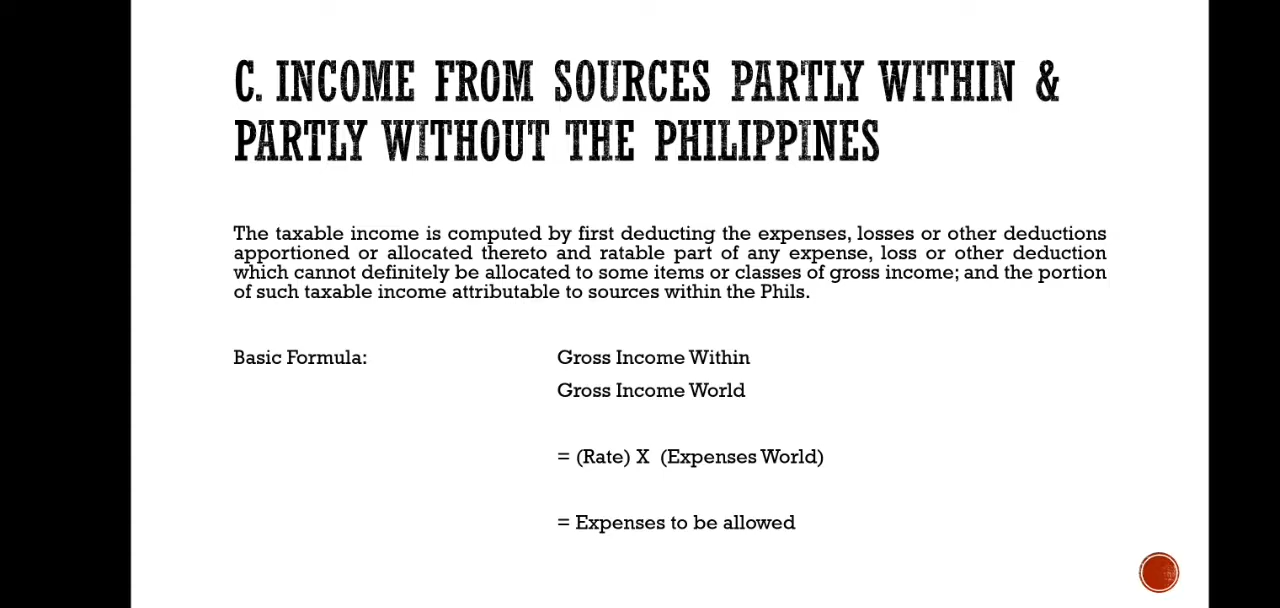 C. INCOME FROM SOURCES PARTLY WITHIN &
PARTLY WITHOUT THE PHILIPPINES
The taxable income is computed by first deducting the expenses, losses or other deductions
apportioned or allocated thereto and ratable part of any expense, loss or other deduction
which cannot definitely be allocated to some items or classes of gross income; and the portion
of such taxable income attributable to sources within the Phils.
Basic Formula: Gross Income Within
Gross Income World
= (Rate) X (Expenses World)
= Expenses to be allowed